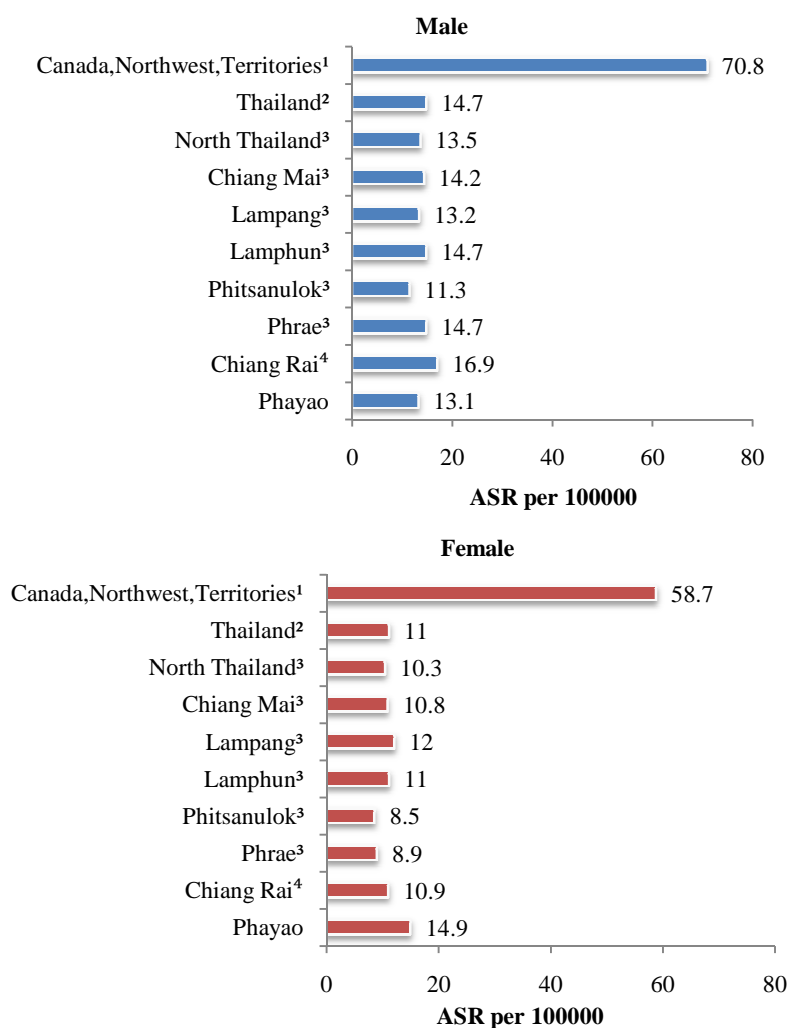 Male
Canada,Northwest,Territories¹ 70.8
Thailand² 14.7
North Thailand³ 13.5
Chiang Mai³ 14.2
Lampang³ 13.2
Lamphun³ 14.7
Phitsanulok³ 11.3
Phrae³ 14.7
Chiang Rai⁴ 16.9
Phayao 13.1
0 20 40 60 80
ASR per 100000
Female
Canada,Northwest,Territories¹ 58.7
Thailand² 11
North Thailand³ 10.3
Chiang Mai³ 10.8
Lampang³ 12
Lamphun³ 11
Phitsanulok³ 8.5
Phrae³ 8.9
Chiang Rai⁴ 10.9
Phayao 14.9
0 20 40 60 80
ASR per 100000